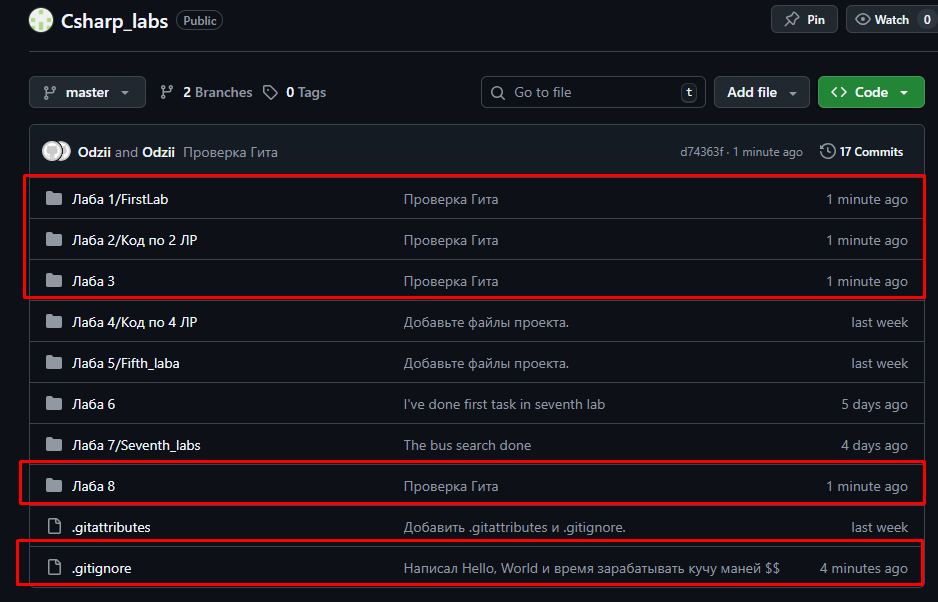 Csharp_labs Public Pin Watch 0
master 2 Branches 0 Tags Go to file t Add file Code
Odzii and Odzii Проверка Гита d74363f · 1 minute ago 17 Commits
Лаба 1/FirstLab Проверка Гита 1 minute ago
Лаба 2/Код по 2 ЛР Проверка Гита 1 minute ago
Лаба 3 Проверка Гита 1 minute ago
Лаба 4/Код по 4 ЛР Добавьте файлы проекта. last week
Лаба 5/Fifth_laba Добавьте файлы проекта. last week
Лаба 6 I've done first task in seventh lab 5 days ago
Лаба 7/Seventh_labs The bus search done 4 days ago
Лаба 8 Проверка Гита 1 minute ago
.gitattributes Добавить .gitattributes и .gitignore. last week
.gitignore Написал Hello, World и время зарабатывать кучу маней $$ 4 minutes ago